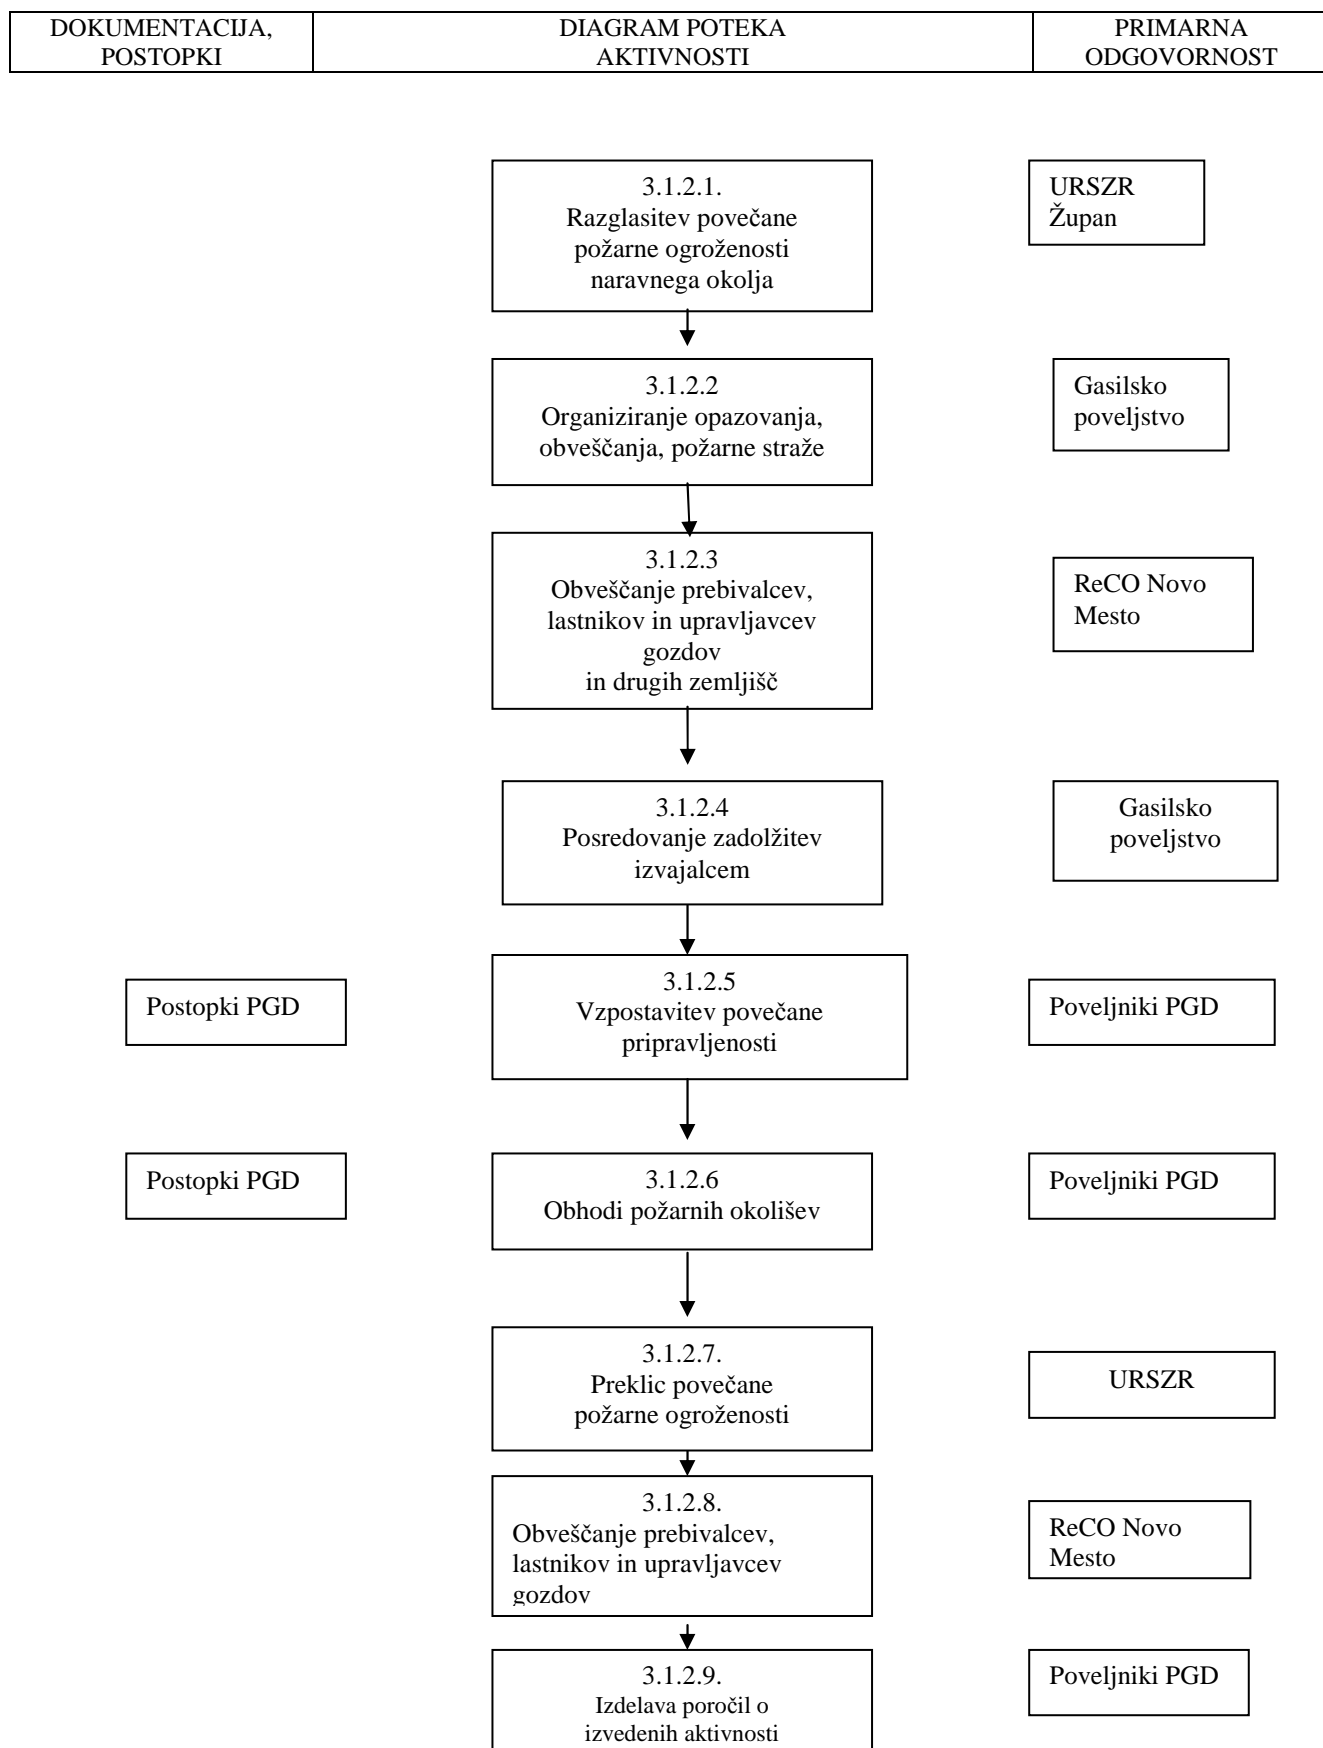 DOKUMENTACIJA,
POSTOPKI
DIAGRAM POTEKA
AKTIVNOSTI
PRIMARNA
ODGOVORNOST
3.1.2.1.
Razglasitev povečane
požarne ogroženosti
naravnega okolja
URSZR
Župan
3.1.2.2
Organiziranje opazovanja,
obveščanja, požarne straže
Gasilsko
poveljstvo
3.1.2.3
Obveščanje prebivalcev,
lastnikov in upravljavcev
gozdov
in drugih zemljišč
ReCO Novo
Mesto
3.1.2.4
Posredovanje zadolžitev
izvajalcem
Gasilsko
poveljstvo
Postopki PGD
3.1.2.5
Vzpostavitev povečane
pripravljenosti
Poveljniki PGD
Postopki PGD
3.1.2.6
Obhodi požarnih okolišev
Poveljniki PGD
3.1.2.7.
Preklic povečane
požarne ogroženosti
URSZR
3.1.2.8.
Obveščanje prebivalcev,
lastnikov in upravljavcev
gozdov
ReCO Novo
Mesto
3.1.2.9.
Izdelava poročil o
izvedenih aktivnosti
Poveljniki PGD